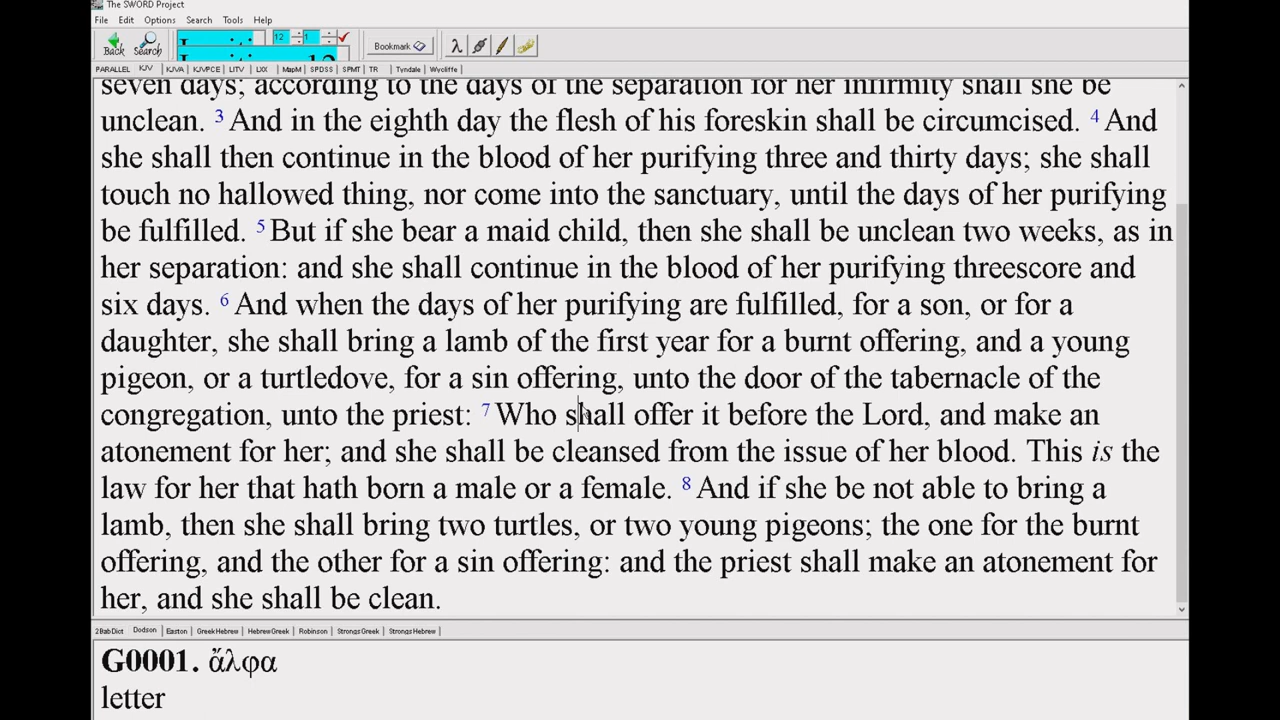 The SWORD Project
File Edit Options Search Tools Help
Back Search 12 1 Bookmark λ
PARALLEL KJV KJVA KJVPCE LITV LXX MapM SPDSS SPMT TR Tyndale Wycliffe
seven days; according to the days of the separation for her infirmity shall she be
unclean. 3 And in the eighth day the flesh of his foreskin shall be circumcised. 4 And
she shall then continue in the blood of her purifying three and thirty days; she shall
touch no hallowed thing, nor come into the sanctuary, until the days of her purifying
be fulfilled. 5 But if she bear a maid child, then she shall be unclean two weeks, as in
her separation: and she shall continue in the blood of her purifying threescore and
six days. 6 And when the days of her purifying are fulfilled, for a son, or for a
daughter, she shall bring a lamb of the first year for a burnt offering, and a young
pigeon, or a turtledove, for a sin offering, unto the door of the tabernacle of the
congregation, unto the priest: 7 Who shall offer it before the Lord, and make an
atonement for her; and she shall be cleansed from the issue of her blood. This is the
law for her that hath born a male or a female. 8 And if she be not able to bring a
lamb, then she shall bring two turtles, or two young pigeons; the one for the burnt
offering, and the other for a sin offering: and the priest shall make an atonement for
her, and she shall be clean.
2BabDict Dodson Easton GreekHebrew HebrewGreek Robinson StrongsGreek StrongsHebrew
G0001. ἄλφα
letter